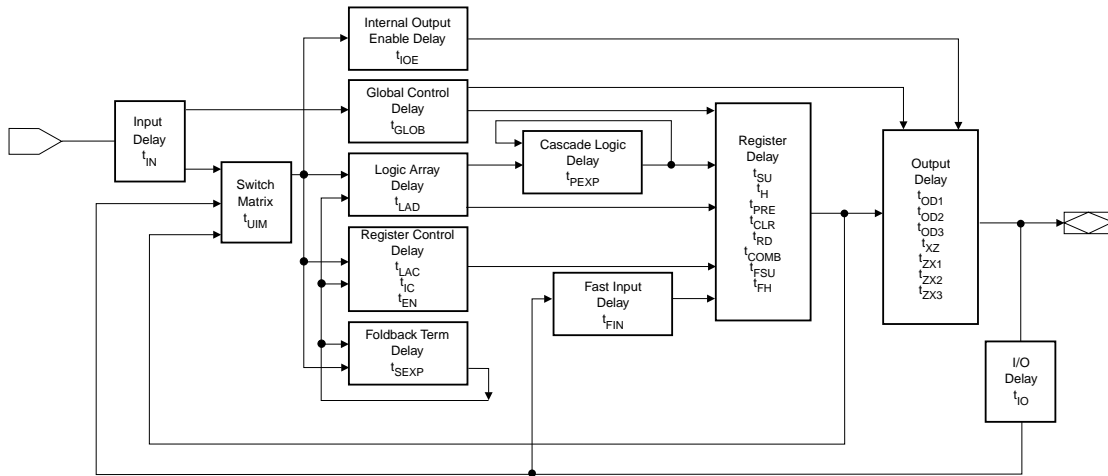 Internal Output
Enable Delay
tIOE
Global Control
Delay
tGLOB
Input
Delay
tIN
Switch
Matrix
tUIM
Logic Array
Delay
tLAD
Cascade Logic
Delay
tPEXP
Register Control
Delay
tLAC
tIC
tEN
Fast Input
Delay
tFIN
Foldback Term
Delay
tSEXP
Register
Delay
tSU
tH
tPRE
tCLR
tRD
tCOMB
tFSU
tFH
Output
Delay
tOD1
tOD2
tOD3
tXZ
tZX1
tZX2
tZX3
I/O
Delay
tIO